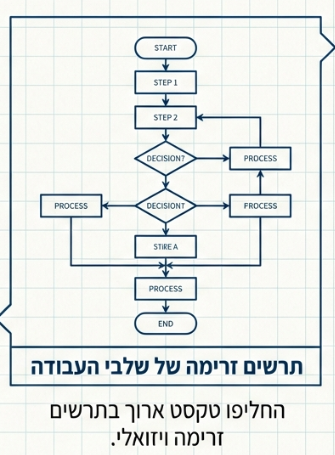 START
STEP 1
STEP 2
DECISION?
PROCESS
PROCESS
DECISIONT
FROCESS
STIRE A
PROCESS
END
תרשים זרימה של שלבי העבודה
החליפו טקסט ארוך בתרשים
זרימה ויזואלי.